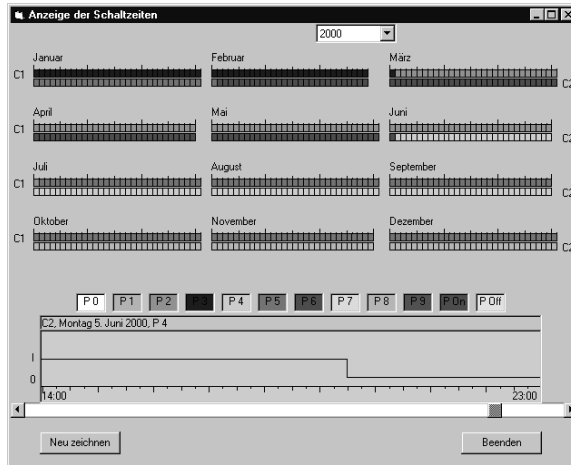 Anzeige der Schaltzeiten
2000
Januar Februar März
C1 C2
April Mai Juni
C1 C2
Juli August September
C1 C2
Oktober November Dezember
C1 C2
P 0 P 1 P 2 P 3 P 4 P 5 P 6 P 7 P 8 P 9 P On P Off
C2, Montag 5. Juni 2000, P 4
I
0
14:00 23:00
Neu zeichnen Beenden